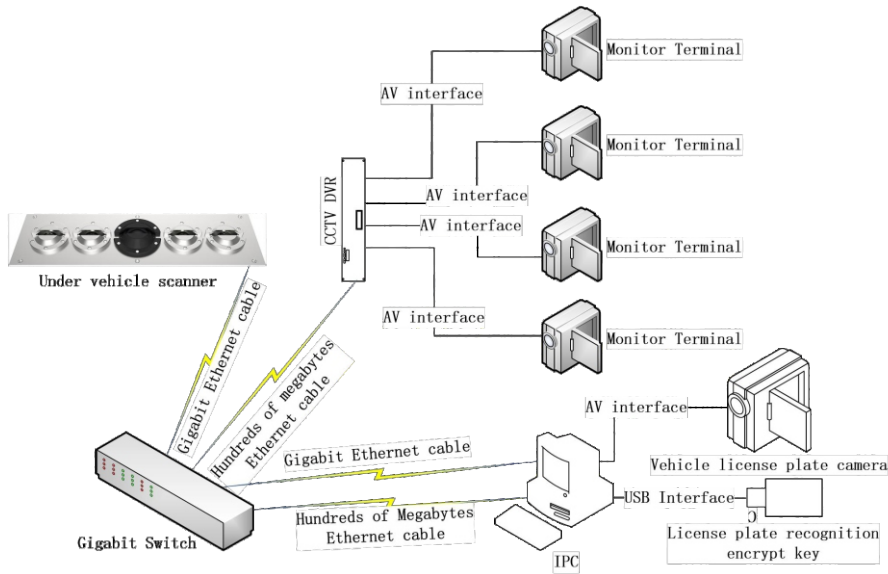 Monitor Terminal
AV interface
Monitor Terminal
CCTV DVR
AV interface
AV interface
Monitor Terminal
Under vehicle scanner
AV interface
Monitor Terminal
Gigabit Ethernet cable
Hundreds of megabytes
Ethernet cable
AV interface
Gigabit Ethernet cable
Vehicle license plate camera
USB Interface
Hundreds of Megabytes
Ethernet cable
License plate recognition
encrypt key
Gigabit Switch
IPC